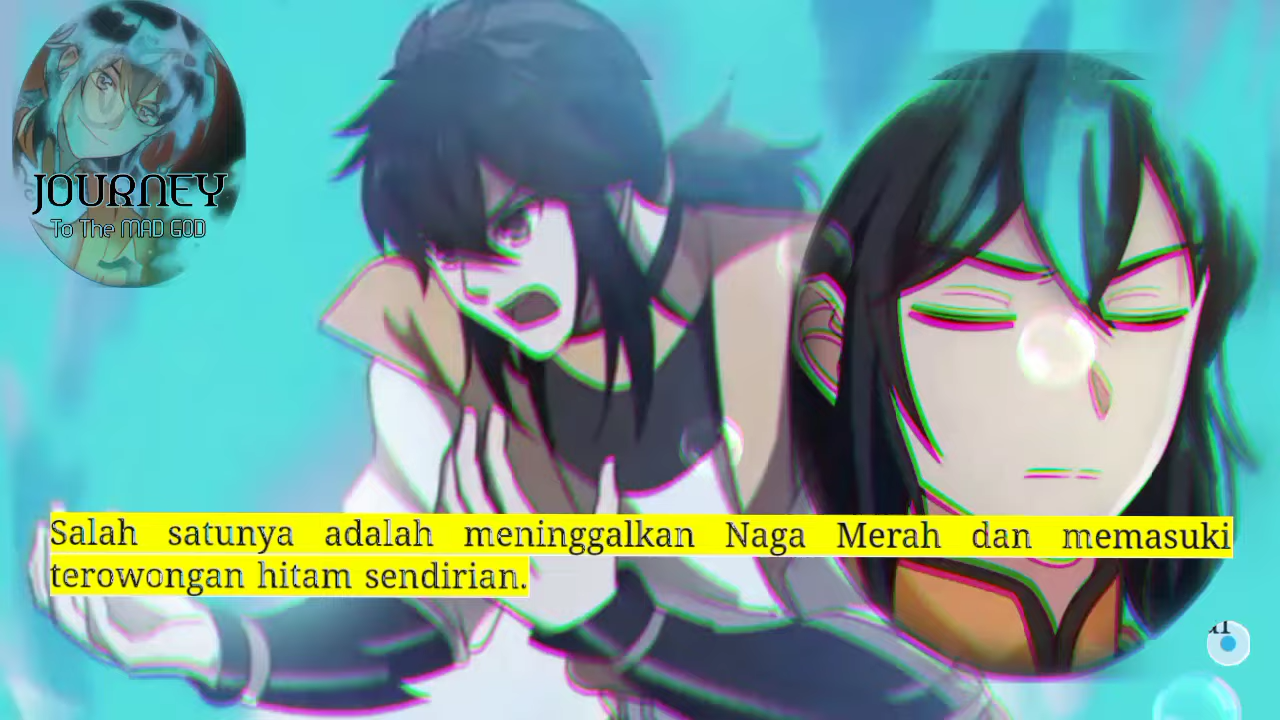 JOURNEY
To The MAD GOD
Salah satunya adalah meninggalkan Naga Merah dan memasuki
terowongan hitam sendirian.